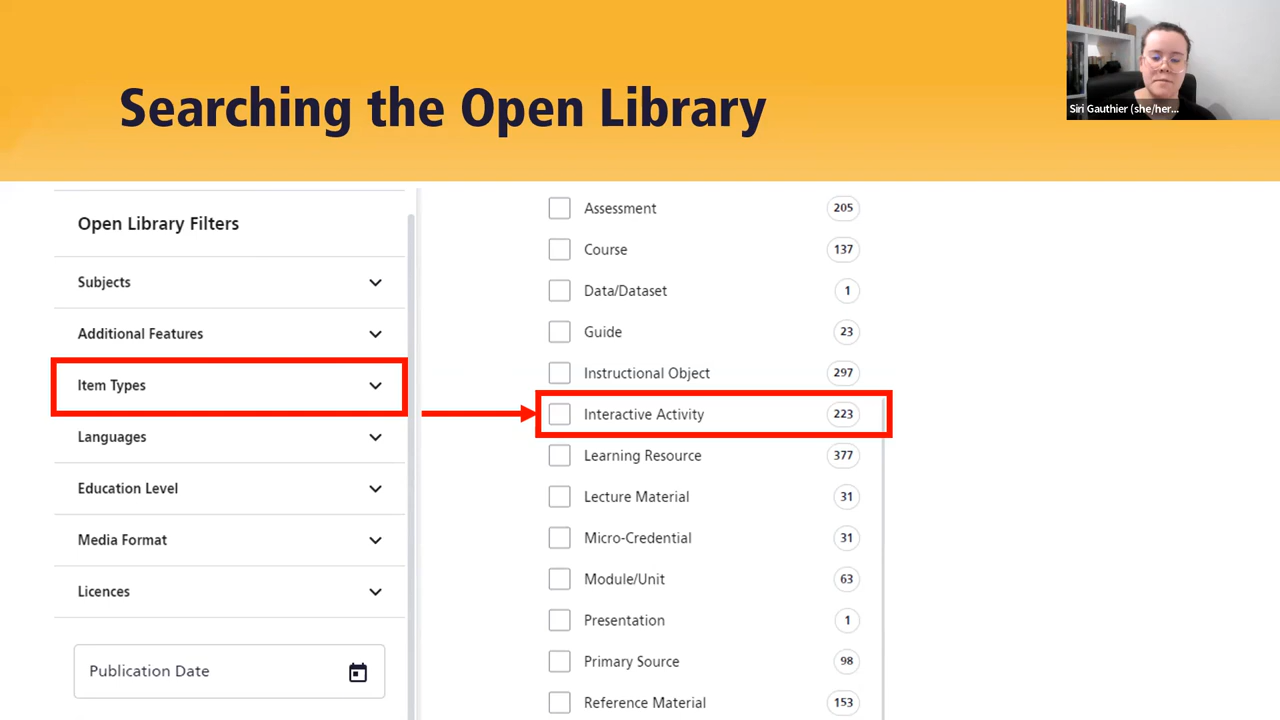 Searching the Open Library
Siri Gauthier (she/her...
Open Library Filters
Subjects
Additional Features
Item Types
Languages
Education Level
Media Format
Licences
Publication Date
Assessment 205
Course 137
Data/Dataset 1
Guide 23
Instructional Object 297
Interactive Activity 223
Learning Resource 377
Lecture Material 31
Micro-Credential 31
Module/Unit 63
Presentation 1
Primary Source 98
Reference Material 153